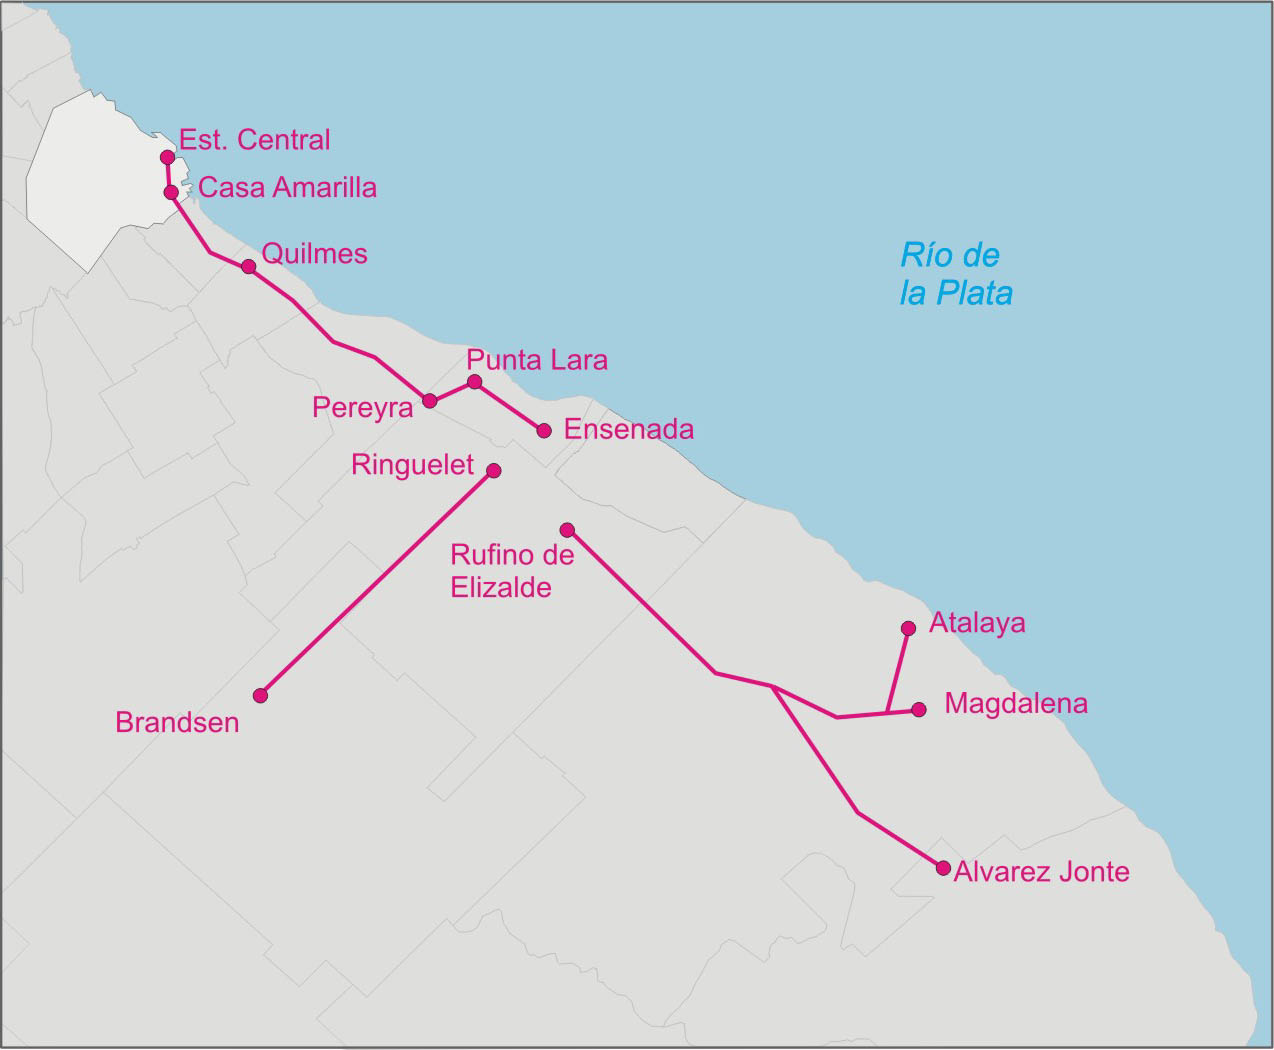 Est. Central
Casa Amarilla
Quilmes
Río de
la Plata
Punta Lara
Pereyra
Ensenada
Ringuelet
Rufino de
Elizalde
Atalaya
Magdalena
Brandsen
Alvarez Jonte